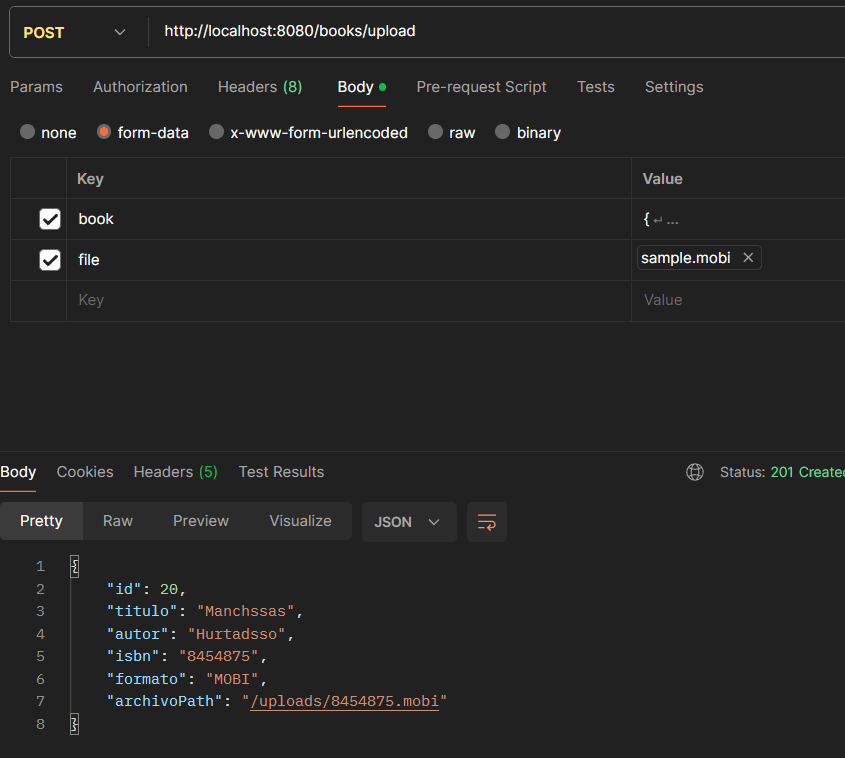 POST http://localhost:8080/books/upload
Params Authorization Headers (8) Body Pre-request Script Tests Settings
none form-data x-www-form-urlencoded raw binary
Key Value
book { ↵ ...
file sample.mobi ×
Key Value
Body Cookies Headers (5) Test Results Status: 201 Created
Pretty Raw Preview Visualize JSON
1 {
2 "id": 20,
3 "titulo": "Manchssas",
4 "autor": "Hurtadsso",
5 "isbn": "8454875",
6 "formato": "MOBI",
7 "archivoPath": "/uploads/8454875.mobi"
8 }